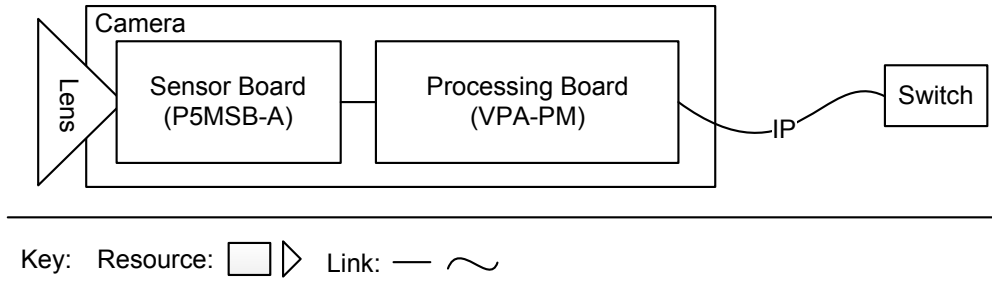 Camera
Lens
Sensor Board
(P5MSB-A)
Processing Board
(VPA-PM)
IP
Switch
Key: Resource: Link: